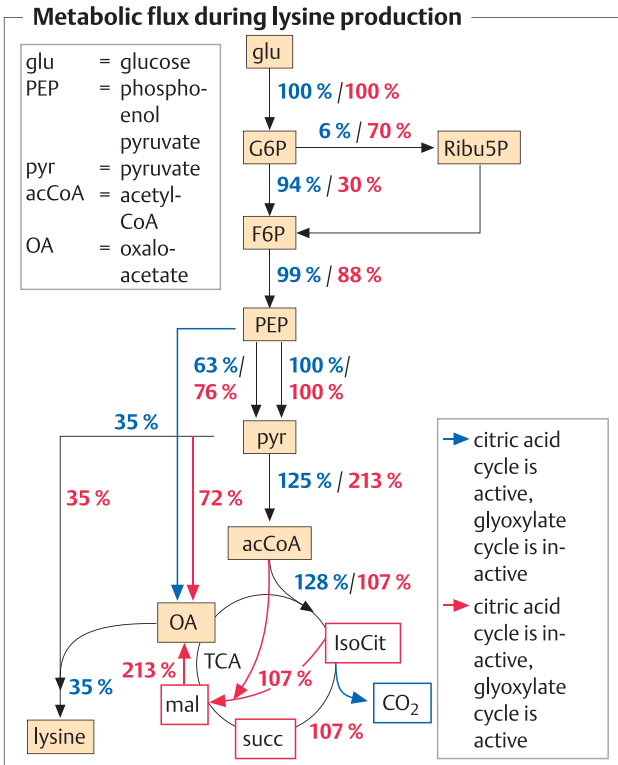 Metabolic flux during lysine production
glu = glucose
PEP = phospho-
enol
pyruvate
pyr = pyruvate
acCoA = acetyl-
CoA
OA = oxalo-
acetate
glu
100 % / 100 %
6 % / 70 %
G6P
Ribu5P
94 % / 30 %
F6P
99 % / 88 %
PEP
63 %/
76 %
100 %/
100 %
35 %
pyr
35 %
72 %
125 % / 213 %
acCoA
128 %/107 %
OA
TCA
IsoCit
213 %
107 %
35 %
mal
CO₂
lysine
succ
107 %
citric acid
cycle is
active,
glyoxylate
cycle is in-
active
citric acid
cycle is in-
active,
glyoxylate
cycle is
active